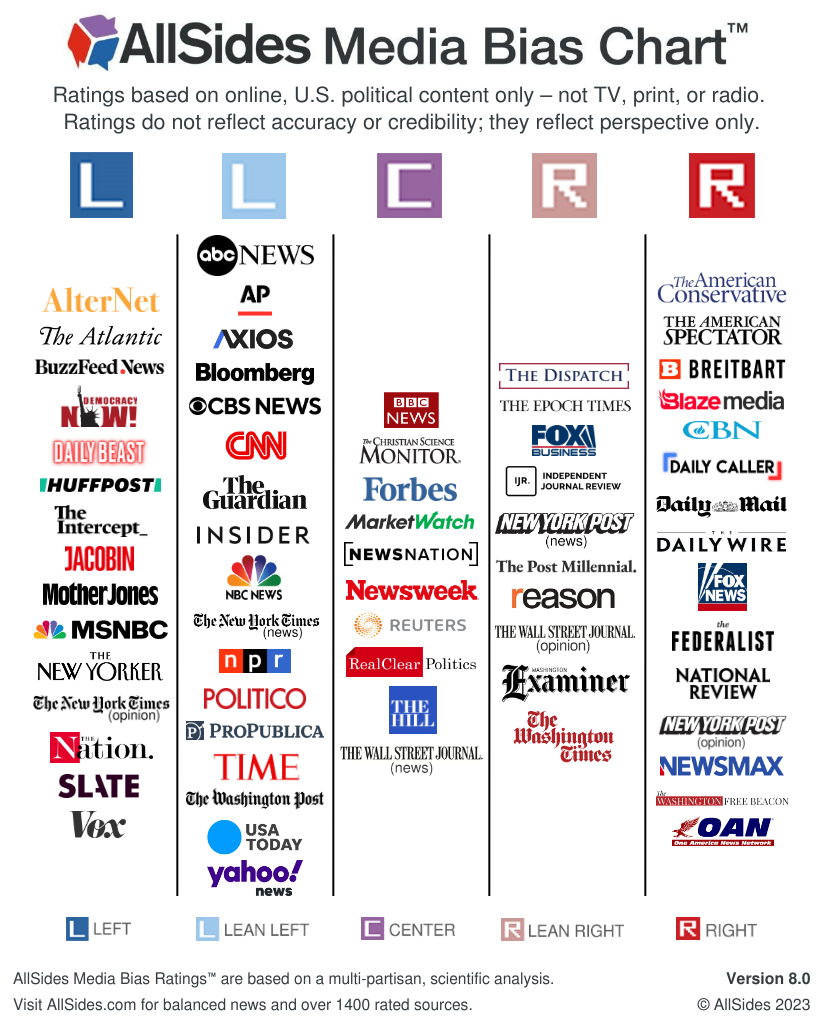 AllSides Media Bias Chart™
Ratings based on online, U.S. political content only – not TV, print, or radio.
Ratings do not reflect accuracy or credibility; they reflect perspective only.
L
L
C
R
R
AlterNet
The Atlantic
BuzzFeed.News
DEMOCRACY
NOW!
DAILY BEAST
HUFFPOST
The
Intercept_
JACOBIN
Mother Jones
MSNBC
THE
NEW YORKER
The New York Times
(opinion)
THE
Nation.
SLATE
Vox
abc NEWS
AP
AXIOS
Bloomberg
CBS NEWS
CNN
The
Guardian
INSIDER
NBC NEWS
The New York Times
(news)
npr
POLITICO
PROPUBLICA
TIME
The Washington Post
USA
TODAY
yahoo!
news
BBC
NEWS
The CHRISTIAN SCIENCE
MONITOR
Forbes
MarketWatch
NEWSNATION
Newsweek
REUTERS
RealClear Politics
THE
HILL
THE WALL STREET JOURNAL.
(news)
THE DISPATCH
THE EPOCH TIMES
FOX
BUSINESS
IJR. INDEPENDENT
JOURNAL REVIEW
NEW YORK POST
(news)
The Post Millennial.
reason
THE WALL STREET JOURNAL.
(opinion)
WASHINGTON
Examiner
The
Washington
Times
The American
Conservative
THE AMERICAN
SPECTATOR
B BREITBART
Blaze media
CBN
DAILY CALLER
Daily Mail
THE
DAILY WIRE
FOX
NEWS
the
FEDERALIST
NATIONAL
REVIEW
NEW YORK POST
(opinion)
NEWSMAX
The
WASHINGTON FREE BEACON
OAN
One America News Network
L LEFT
L LEAN LEFT
C CENTER
R LEAN RIGHT
R RIGHT
AllSides Media Bias Ratings™ are based on a multi-partisan, scientific analysis.
Visit AllSides.com for balanced news and over 1400 rated sources.
Version 8.0
© AllSides 2023